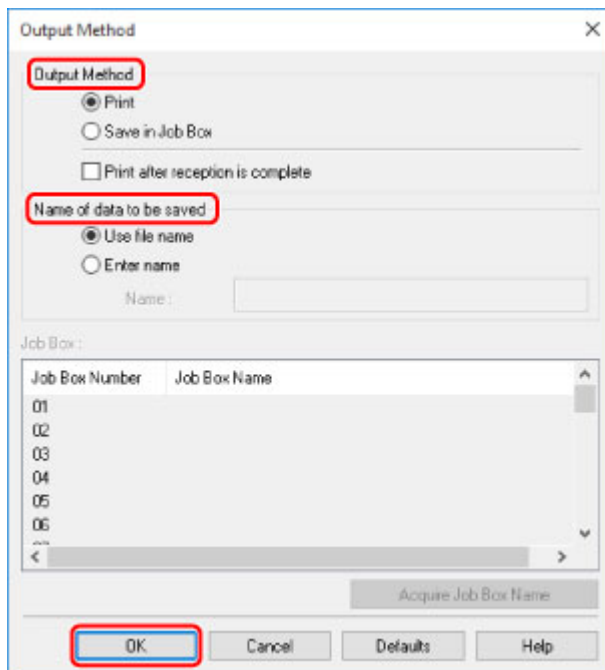 Output Method
Output Method
Print
Save in Job Box
Print after reception is complete
Name of data to be saved
Use file name
Enter name
Name :
Job Box :
Job Box Number Job Box Name
01
02
03
04
05
06
OK Cancel Defaults Help
Acquire Job Box Name